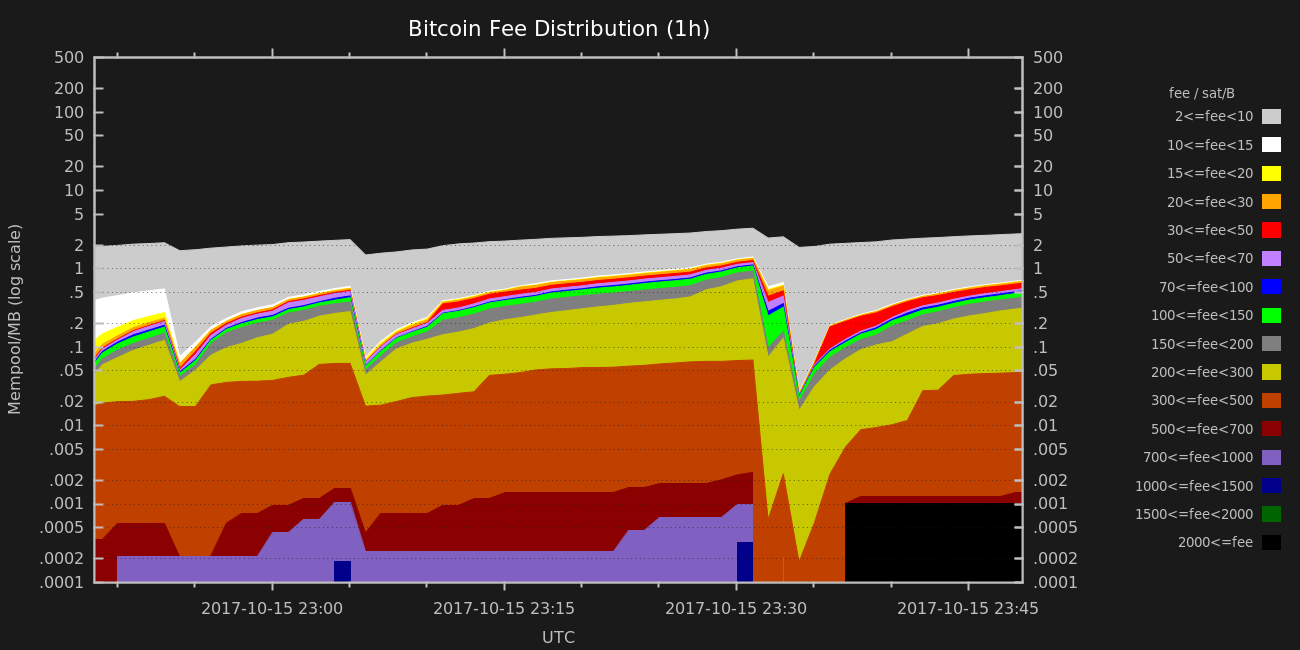 Bitcoin Fee Distribution (1h)
500
200
100
50
20
10
5
2
1
.5
.2
.1
.05
.02
.01
.005
.002
.001
.0005
.0002
.0001
Mempool/MB (log scale)
500
200
100
50
20
10
5
2
1
.5
.2
.1
.05
.02
.01
.005
.002
.001
.0005
.0002
.0001
2017-10-15 23:00 2017-10-15 23:15 2017-10-15 23:30 2017-10-15 23:45
UTC
fee / sat/B
2<=fee<10
10<=fee<15
15<=fee<20
20<=fee<30
30<=fee<50
50<=fee<70
70<=fee<100
100<=fee<150
150<=fee<200
200<=fee<300
300<=fee<500
500<=fee<700
700<=fee<1000
1000<=fee<1500
1500<=fee<2000
2000<=fee